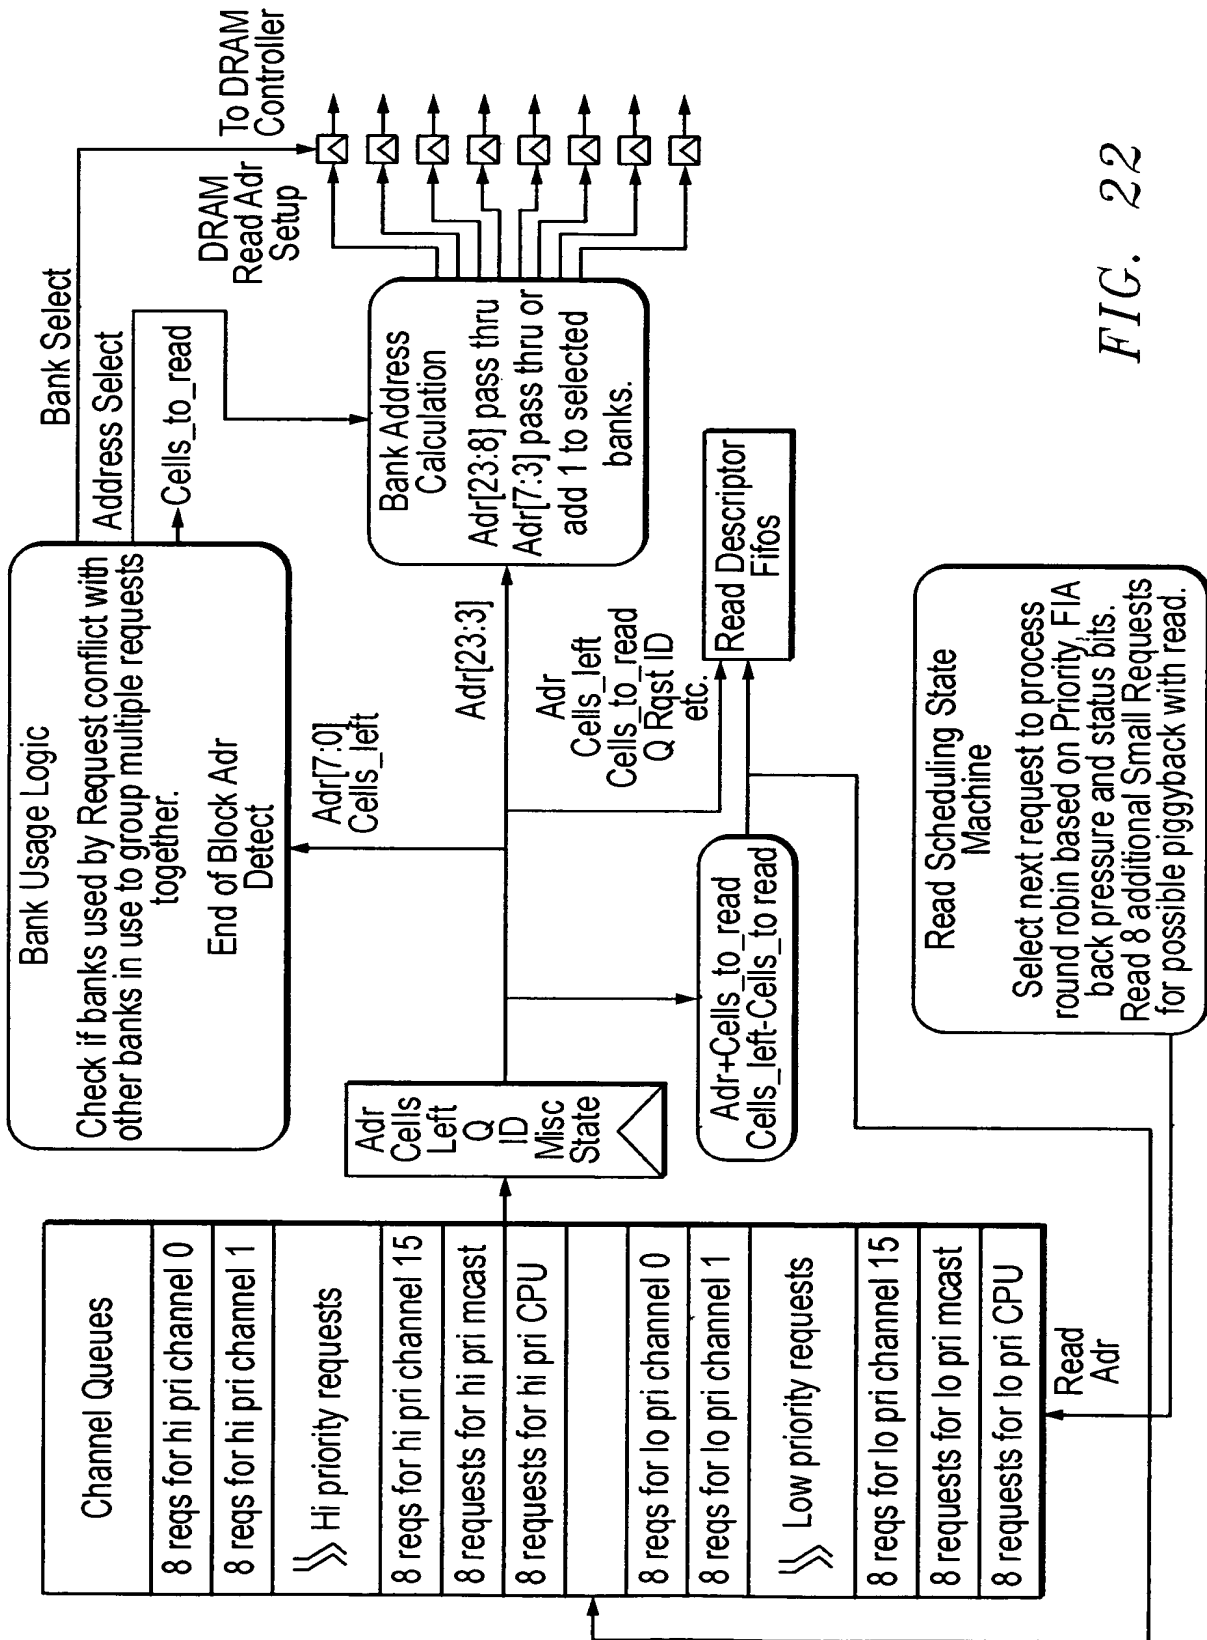 Channel Queues
8 reqs for hi pri channel 0
8 reqs for hi pri channel 1
Hi priority requests
8 reqs for hi pri channel 15
8 requests for hi pri mcast
8 requests for hi pri CPU
8 reqs for lo pri channel 0
8 reqs for lo pri channel 1
Low priority requests
8 reqs for lo pri channel 15
8 requests for lo pri mcast
8 requests for lo pri CPU
Read
Adr
Adr
Cells
Left
Q
ID
Misc
State
Bank Usage Logic
Check if banks used by Request conflict with
other banks in use to group multiple requests
together.
End of Block Adr
Detect
Adr[7:0]
Cells_left
Bank Select
Address Select
Cells_to_read
Adr[23:3]
Bank Address
Calculation
Adr[23:8] pass thru
Adr[7:3] pass thru or
add 1 to selected
banks.
DRAM
Read Adr
Setup
To DRAM
Controller
Adr
Cells_left
Cells_to_read
Q Rqst ID
etc.
Read Descriptor
Fifos
Adr+Cells_to_read
Cells_left-Cells_to read
Read Scheduling State
Machine
Select next request to process
round robin based on Priority, FIA
back pressure and status bits.
Read 8 additional Small Requests
for possible piggyback with read.
FIG. 22